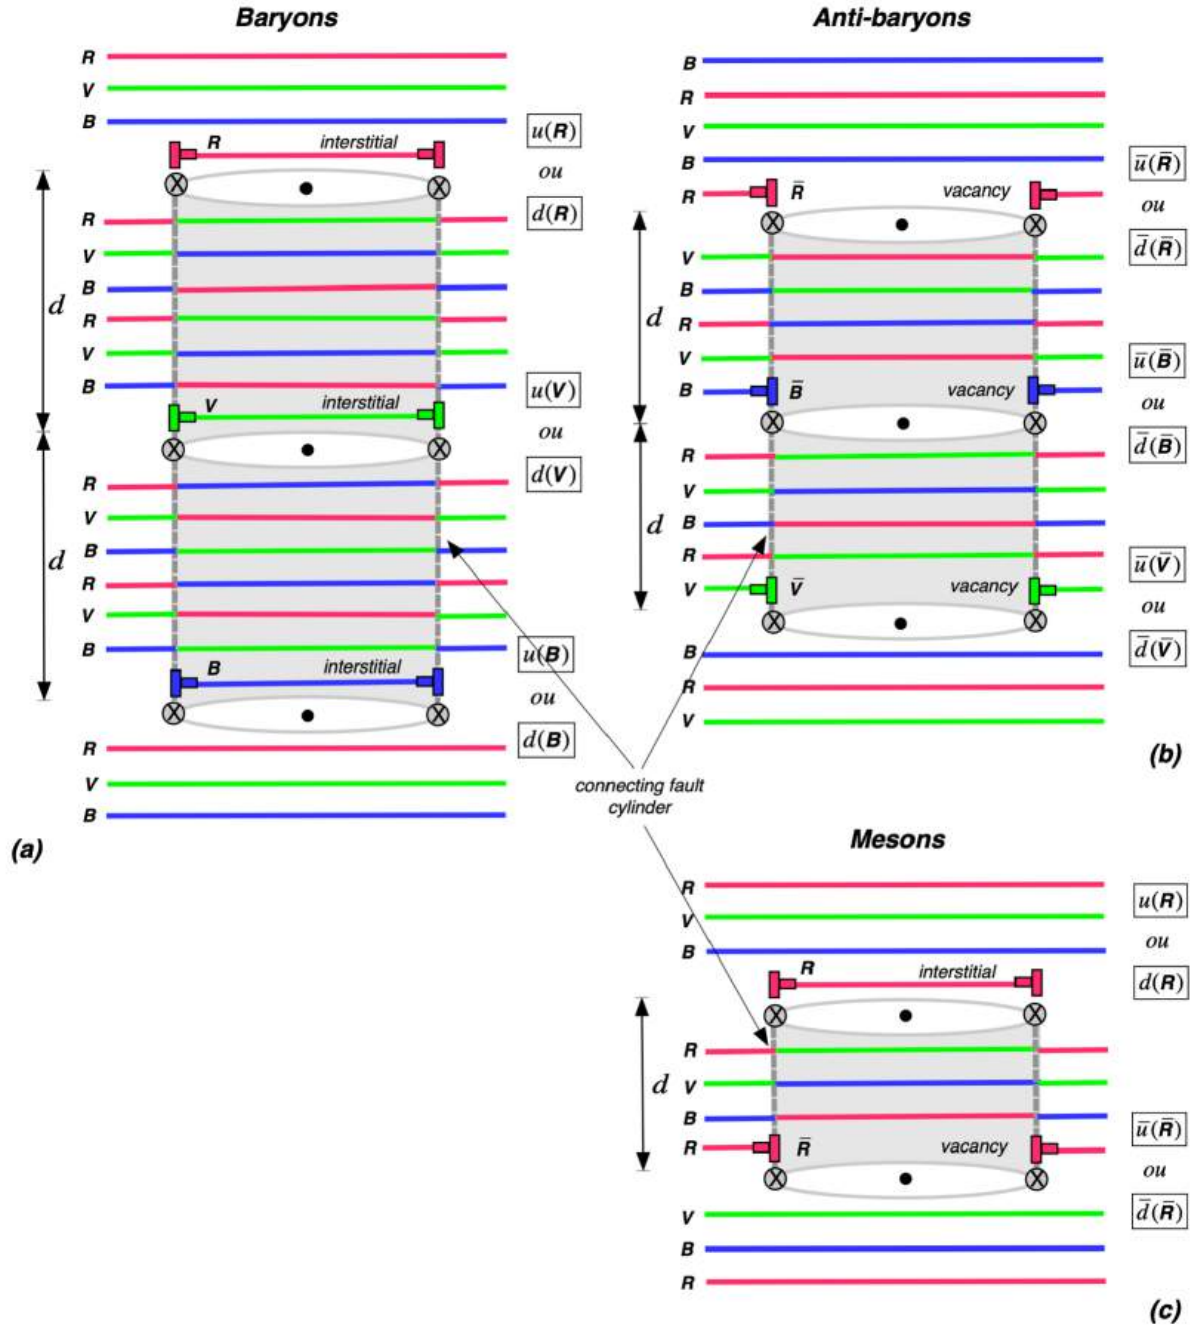 Baryons
R
V
B
R interstitial
u(R)
ou
d(R)
d
R
V
B
R
V
B
V interstitial
u(V)
ou
d(V)
d
R
V
B
R
V
B
B interstitial
u(B)
ou
d(B)
R
V
B
(a)
Anti-baryons
B
R
V
B
R R̅ vacancy
u̅(R̅)
ou
d̅(R̅)
d
V
B
R
V
B B̅ vacancy
u̅(B̅)
ou
d̅(B̅)
d
R
V
B
R
V V̅ vacancy
u̅(V̅)
ou
d̅(V̅)
B
R
V
(b)
connecting fault
cylinder
Mesons
R
V
B
R interstitial
u(R)
ou
d(R)
d
R
V
B
R R̅ vacancy
u̅(R̅)
ou
d̅(R̅)
V
B
R
(c)